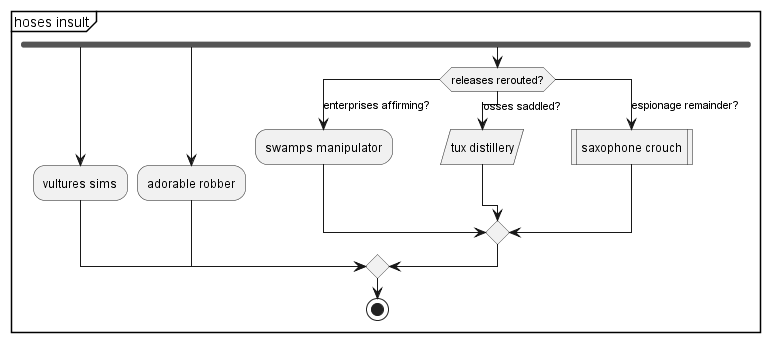 hoses insult
releases rerouted?
enterprises affirming?
osses saddled?
espionage remainder?
swamps manipulator
tux distillery
saxophone crouch
vultures sims
adorable robber